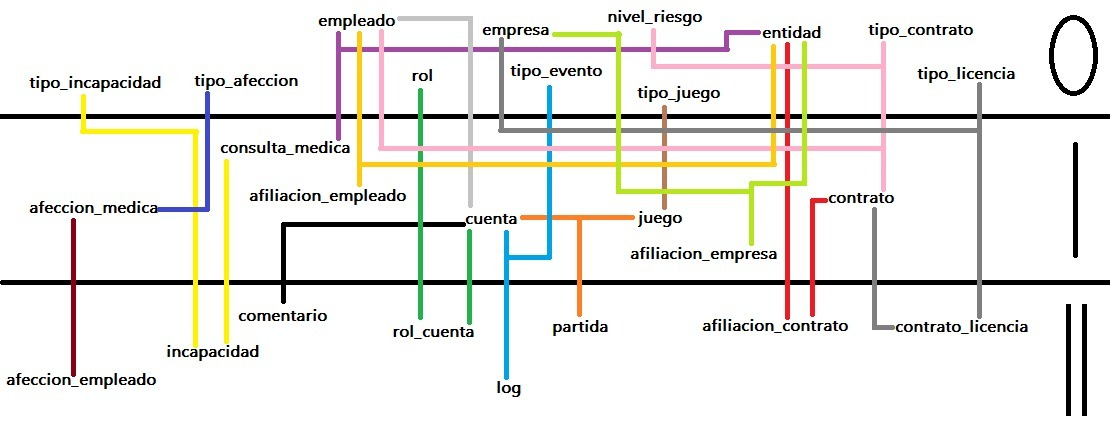 empleado
empresa
nivel_riesgo
entidad
tipo_contrato
tipo_incapacidad
tipo_afeccion
rol
tipo_evento
tipo_juego
tipo_licencia
O
consulta_medica
afiliacion_empleado
afeccion_medica
cuenta
juego
contrato
afiliacion_empresa
I
comentario
rol_cuenta
partida
afiliacion_contrato
contrato_licencia
incapacidad
afeccion_empleado
log
II